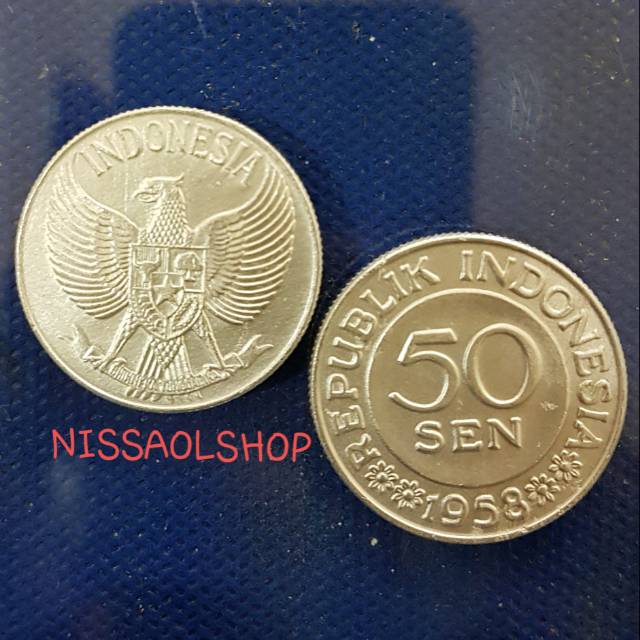 INDONESIA
NISSAOLSHOP
REPUBLIK INDONESIA
50
SEN
1958